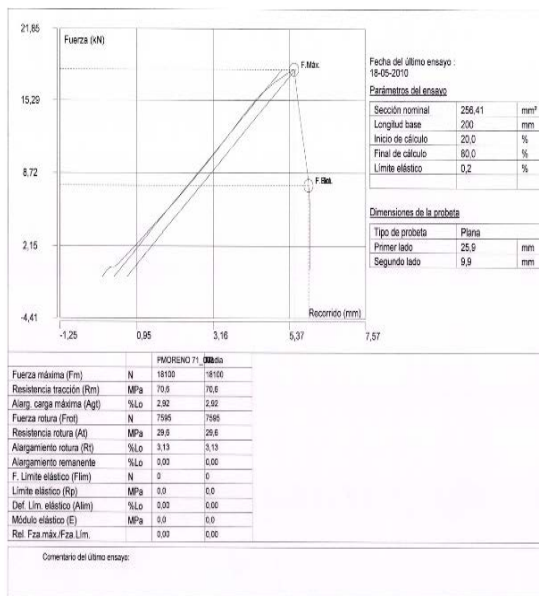 21,85
Fuerza (kN)
F.Máx.
15,29
8,72
F.Rot.
2,15
-4,41
Recorrido (mm)
-1,25 0,95 3,16 5,37 7,57
Fecha del último ensayo :
18-05-2010
Parámetros del ensayo
Sección nominal 256,41 mm²
Longitud base 200 mm
Inicio de cálculo 20,0 %
Final de cálculo 80,0 %
Límite elástico 0,2 %
Dimensiones de la probeta
Tipo de probeta Plana
Primer lado 25,9 mm
Segundo lado 9,9 mm
PMORENO 71_
Fuerza máxima (Fm) N 18100 18100
Resistencia tracción (Rm) MPa 70,6 70,6
Alarg. carga máxima (Agt) %Lo 2,92 2,92
Fuerza rotura (Frot) N 7595 7595
Resistencia rotura (At) MPa 29,6 29,6
Alargamiento rotura (Rt) %Lo 3,13 3,13
Alargamiento remanente %Lo 0,00 0,00
F. Límite elástico (Flim) N 0 0
Límite elástico (Rp) MPa 0,0 0,0
Def. Lím. elástico (Alim) %Lo 0,00 0,00
Módulo elástico (E) MPa 0,0 0,0
Rel. Fza.máx./Fza.Lím. 0,00 0,00
Comentario del último ensayo: